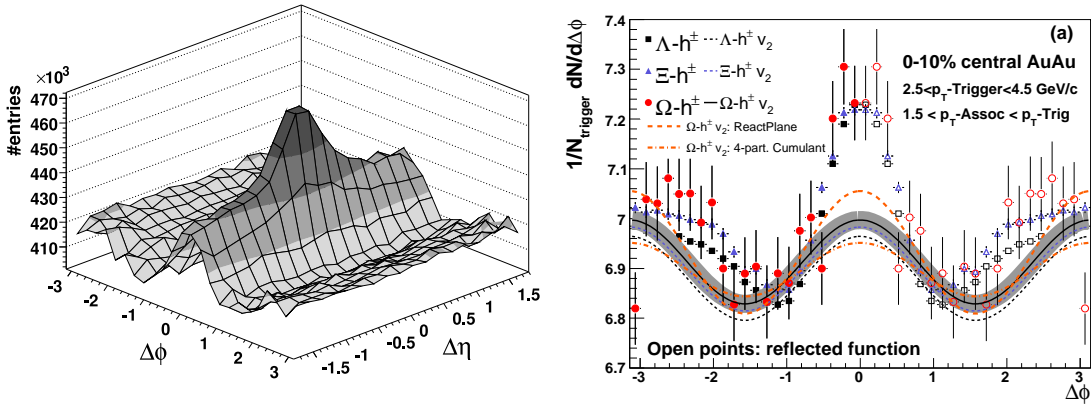 ×10³
470
460
450
440
430
420
410
#entries
-3
-2
-1
0
1
2
3
Δϕ
-1.5
-1
-0.5
0
0.5
1
1.5
Δη
7.4
7.3
7.2
7.1
7
6.9
6.8
6.7
1/N_trigger dN/dΔϕ
(a)
Λ-h± Λ-h± v₂
Ξ-h± Ξ-h± v₂
Ω-h± Ω-h± v₂
Ω-h± v₂: ReactPlane
Ω-h± v₂: 4-part. Cumulant
0-10% central AuAu
2.5<p_T-Trigger<4.5 GeV/c
1.5 < p_T-Assoc < p_T-Trig
Open points: reflected function
-3 -2 -1 0 1 2 3
Δϕ